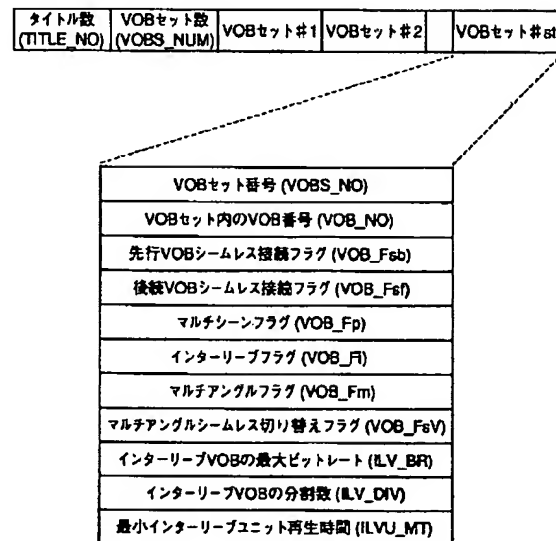 タイトル数
(TITLE_NO)
VOBセット数
(VOBS_NUM)
VOBセット#1
VOBセット#2
VOBセット#st
VOBセット番号 (VOBS_NO)
VOBセット内のVOB番号 (VOB_NO)
先行VOBシームレス接続フラグ (VOB_Fsb)
後続VOBシームレス接続フラグ (VOB_Fsf)
マルチシーンフラグ (VOB_Fp)
インターリーブフラグ (VOB_Fi)
マルチアングルフラグ (VOB_Fm)
マルチアングルシームレス切り替えフラグ (VOB_FsV)
インターリーブVOBの最大ビットレート (ILV_BR)
インターリーブVOBの分割数 (ILV_DIV)
最小インターリーブユニット再生時間 (ILVU_MT)